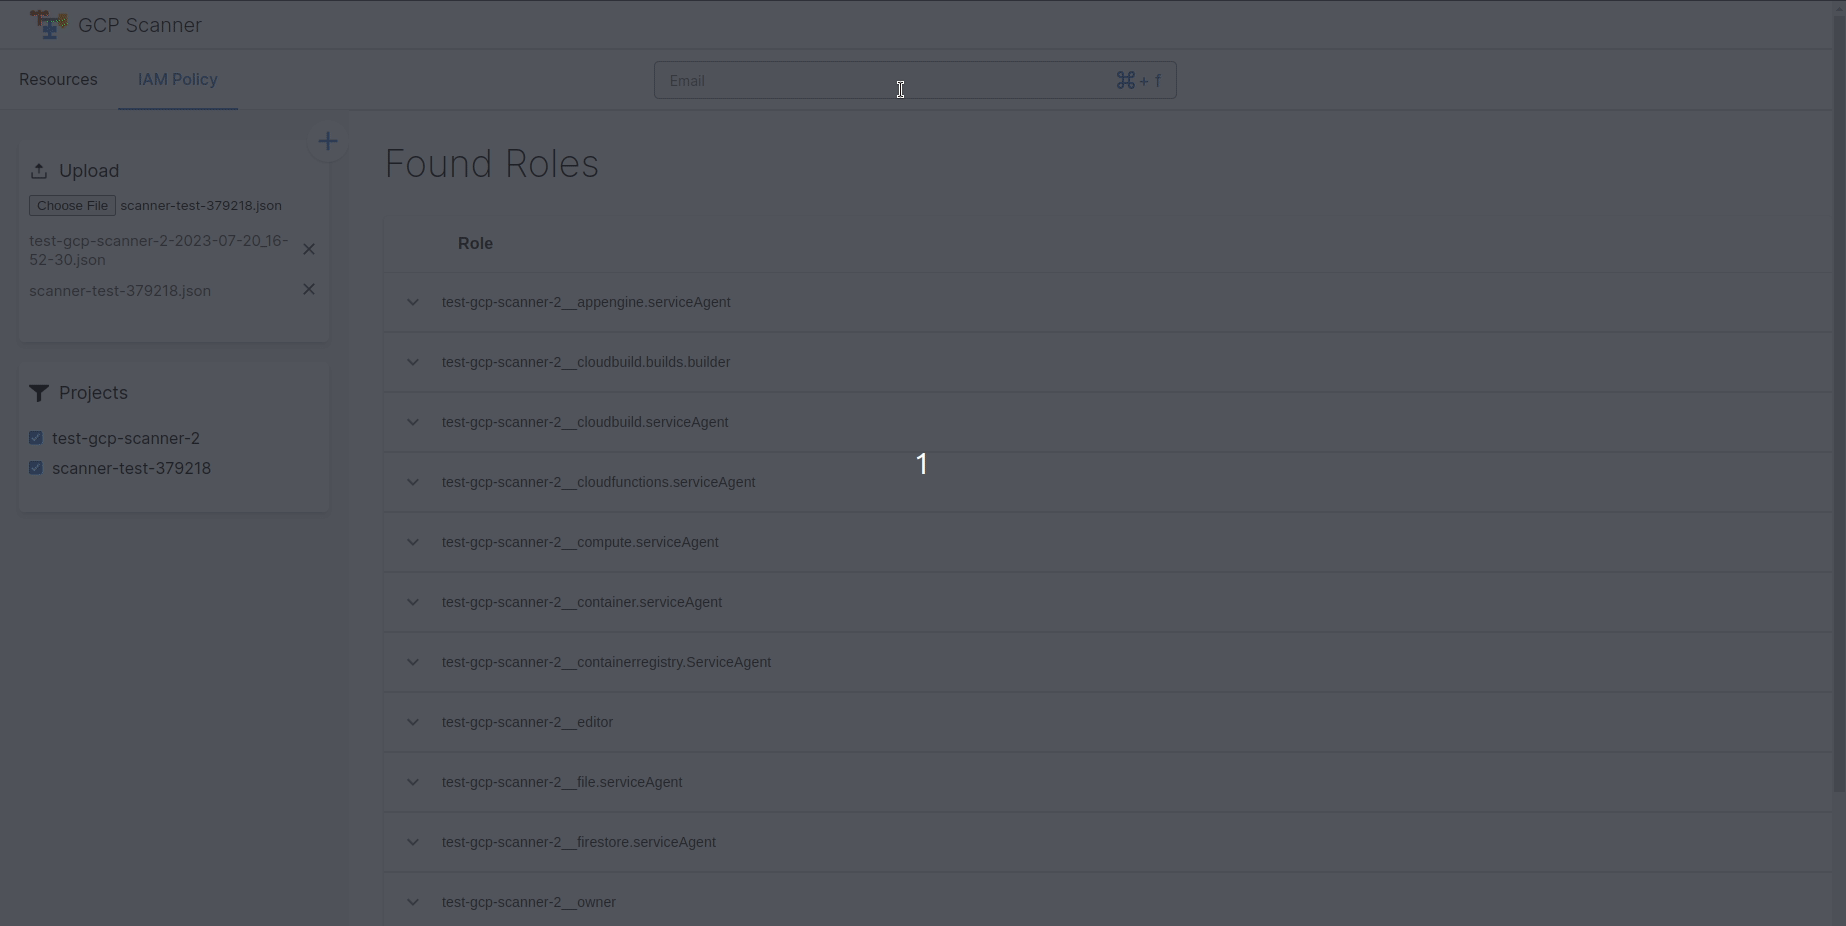 GCP Scanner
Resources
IAM Policy
Email
⌘ + f
Upload
Choose File scanner-test-379218.json
test-gcp-scanner-2-2023-07-20_16-
52-30.json
scanner-test-379218.json
Projects
test-gcp-scanner-2
scanner-test-379218
Found Roles
Role
test-gcp-scanner-2__appengine.serviceAgent
test-gcp-scanner-2__cloudbuild.builds.builder
test-gcp-scanner-2__cloudbuild.serviceAgent
1
test-gcp-scanner-2__cloudfunctions.serviceAgent
test-gcp-scanner-2__compute.serviceAgent
test-gcp-scanner-2__container.serviceAgent
test-gcp-scanner-2__containerregistry.ServiceAgent
test-gcp-scanner-2__editor
test-gcp-scanner-2__file.serviceAgent
test-gcp-scanner-2__firestore.serviceAgent
test-gcp-scanner-2__owner